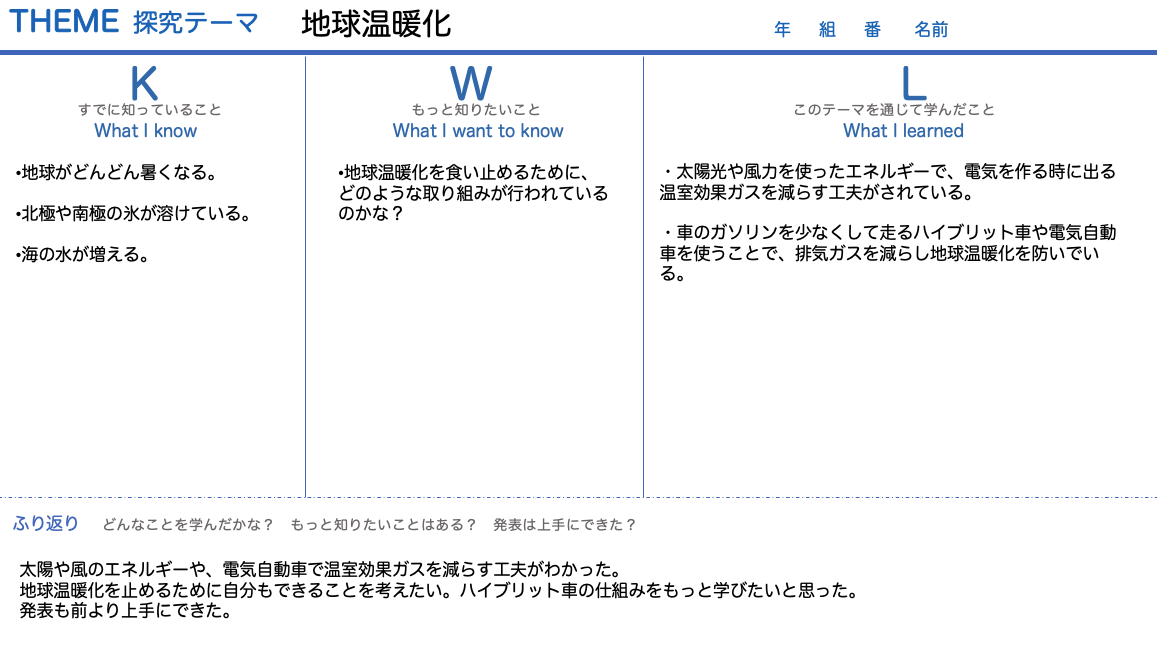 THEME 探究テーマ 地球温暖化 年 組 番 名前
K
すでに知っていること
What I know
•地球がどんどん暑くなる。
•北極や南極の氷が溶けている。
•海の水が増える。
W
もっと知りたいこと
What I want to know
•地球温暖化を食い止めるために、
どのような取り組みが行われている
のかな？
L
このテーマを通じて学んだこと
What I learned
・太陽光や風力を使ったエネルギーで、電気を作る時に出る
温室効果ガスを減らす工夫がされている。
・車のガソリンを少なくして走るハイブリット車や電気自動
車を使うことで、排気ガスを減らし地球温暖化を防いでい
る。
ふり返り どんなことを学んだかな？ もっと知りたいことはある？ 発表は上手にできた？
太陽や風のエネルギーや、電気自動車で温室効果ガスを減らす工夫がわかった。
地球温暖化を止めるために自分もできることを考えたい。ハイブリット車の仕組みをもっと学びたいと思った。
発表も前より上手にできた。